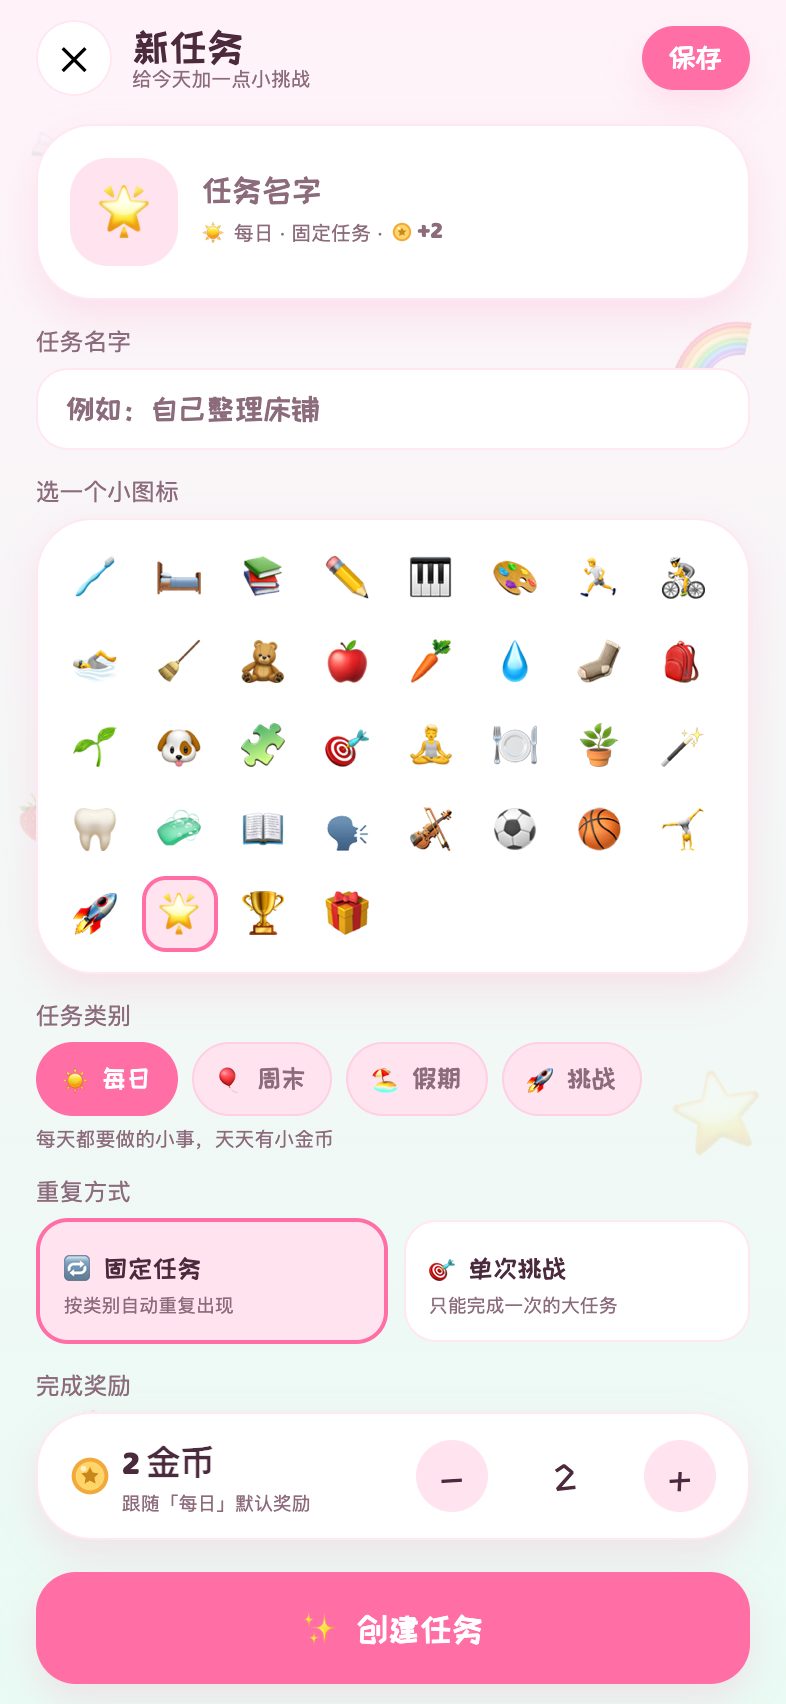 新任务
给今天加一点小挑战
保存
任务名字
每日 · 固定任务 · +2
任务名字
例如：自己整理床铺
选一个小图标
任务类别
每日
周末
假期
挑战
每天都要做的小事，天天有小金币
重复方式
固定任务
按类别自动重复出现
单次挑战
只能完成一次的大任务
完成奖励
2 金币
跟随「每日」默认奖励
− 2 +
创建任务